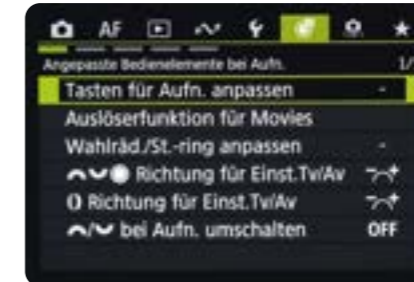 AF
Angepasste Bedienelemente bei Aufn. 1/
Tasten für Aufn. anpassen -
Auslöserfunktion für Movies
Wahlräd./St.-ring anpassen -
Richtung für Einst.Tv/Av
Richtung für Einst.Tv/Av
/ bei Aufn. umschalten OFF